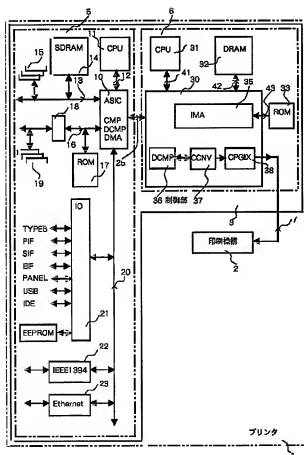 5
6
15
SDRAM
14
11
CPU
12
13
10
ASIC
CMP
DCMP
DMA
18
16
ROM
17
19
25
CPU
31
DRAM
32
41
30
42
35
43
33
IMA
ROM
DCMP
CCNV
CPGIX
36
制御部
37
38
3
印刷機構
2
IO
TYPEB
PIF
SIF
EIF
PANEL
USB
IDE
20
21
EEPROM
22
IEEE1394
23
Ethernet
プリンタ